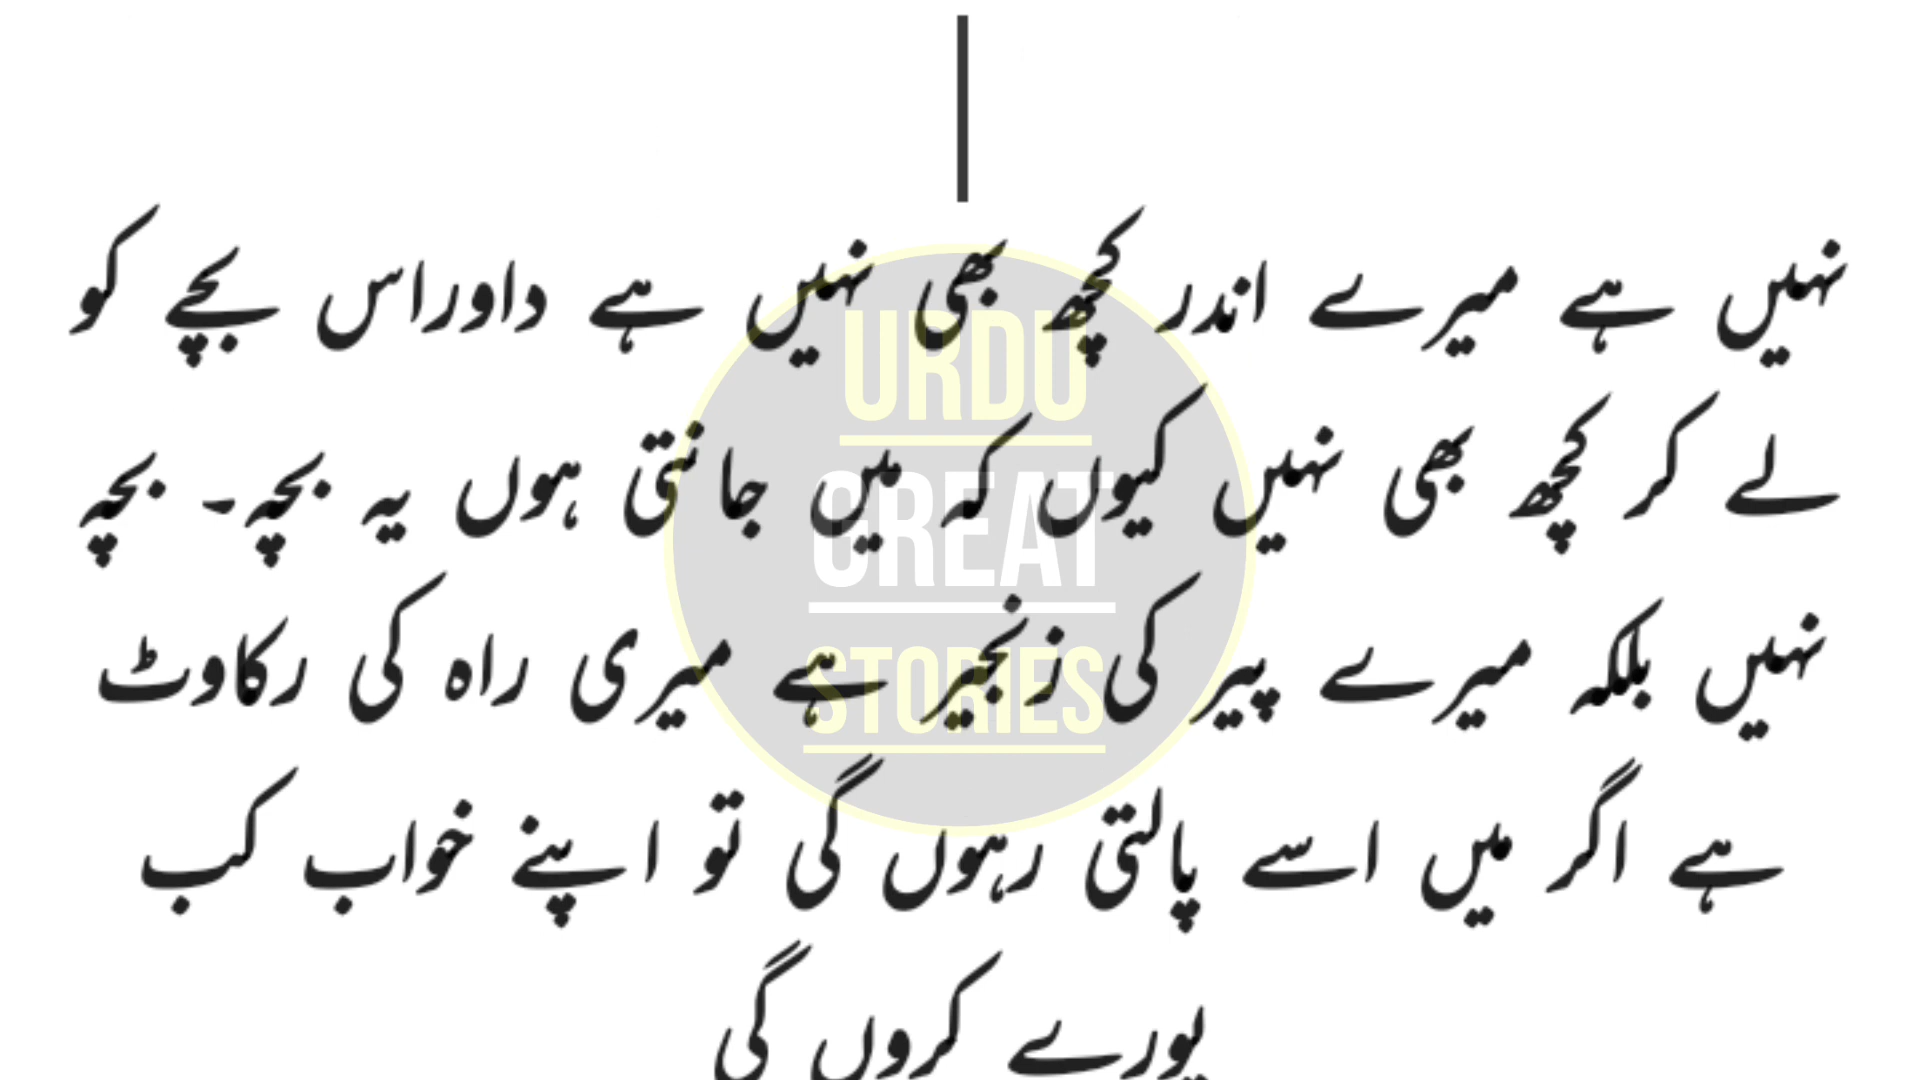 نہیں ہے میرے اندر کچھ بھی نہیں ہے داوراس بچے کو
لے کر کچھ بھی نہیں کیوں کہ میں جانتی ہوں یہ بچہ۔ بچہ
نہیں بلکہ میرے پیر کی زنجیر ہے میری راہ کی رکاوٹ
ہے اگر میں اسے پالتی رہوں گی تو اپنے خواب کب
پورے کروں گی
URDU
GREAT
STORIES